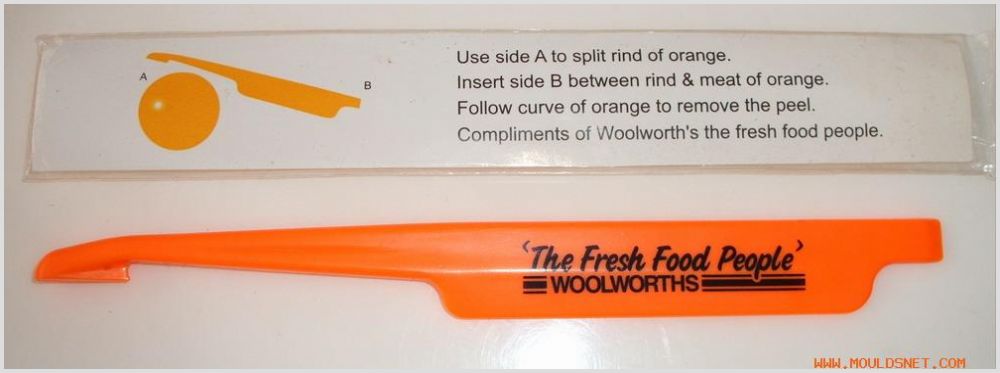 A
B
Use side A to split rind of orange.
Insert side B between rind & meat of orange.
Follow curve of orange to remove the peel.
Compliments of Woolworth's the fresh food people.
'The Fresh Food People'
WOOLWORTHS
WWW.MOULDSNET.COM